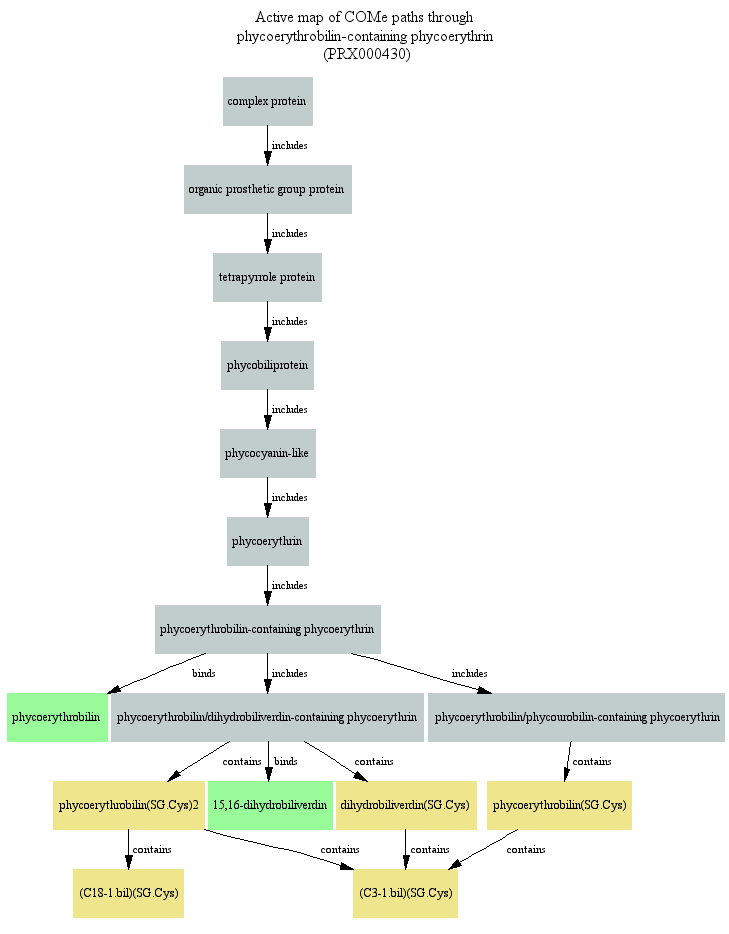 Active map of COMe paths through
phycoerythrobilin-containing phycoerythrin
(PRX000430)
complex protein
includes
organic prosthetic group protein
includes
tetrapyrrole protein
includes
phycobiliprotein
includes
phycocyanin-like
includes
phycoerythrin
includes
phycoerythrobilin-containing phycoerythrin
binds
includes
includes
phycoerythrobilin
phycoerythrobilin/dihydrobiliverdin-containing phycoerythrin
phycoerythrobilin/phycourobilin-containing phycoerythrin
contains
binds
contains
contains
phycoerythrobilin(SG.Cys)2
15,16-dihydrobiliverdin
dihydrobiliverdin(SG.Cys)
phycoerythrobilin(SG.Cys)
contains
contains
contains
contains
(C18-1.bil)(SG.Cys)
(C3-1.bil)(SG.Cys)